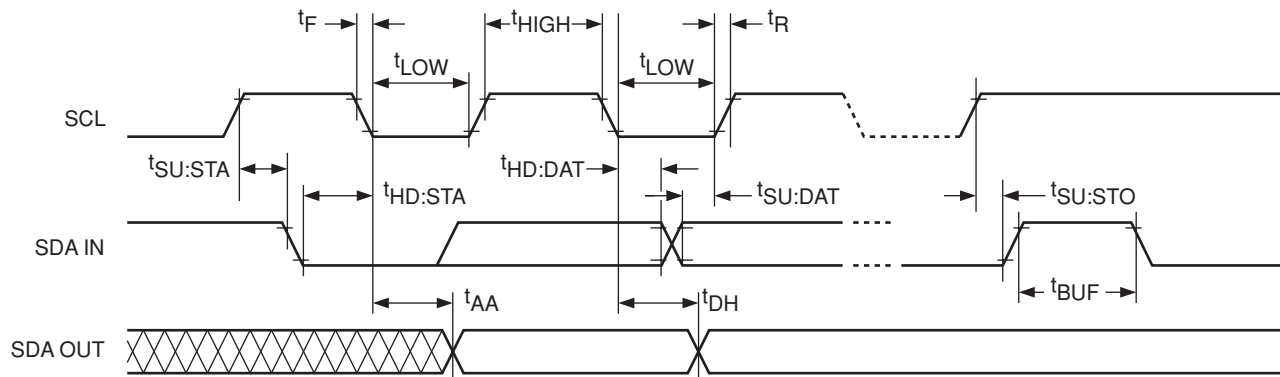 tF
tHIGH
tR
tLOW
tLOW
SCL
tSU:STA
tHD:STA
tHD:DAT
tSU:DAT
tSU:STO
SDA IN
tAA
tDH
tBUF
SDA OUT